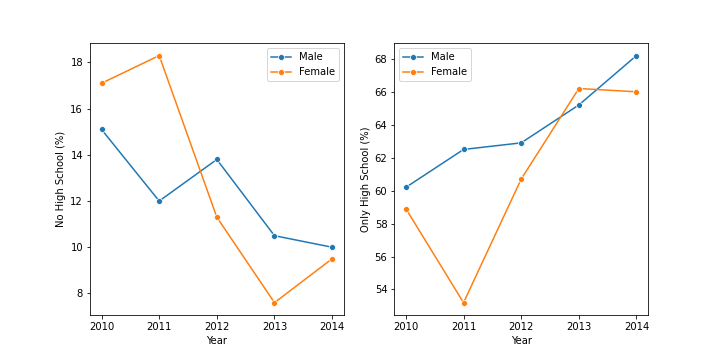 No High School (%)
18
16
14
12
10
8
Male
Female
2010 2011 2012 2013 2014
Year
Only High School (%)
68
66
64
62
60
58
56
54
Male
Female
2010 2011 2012 2013 2014
Year